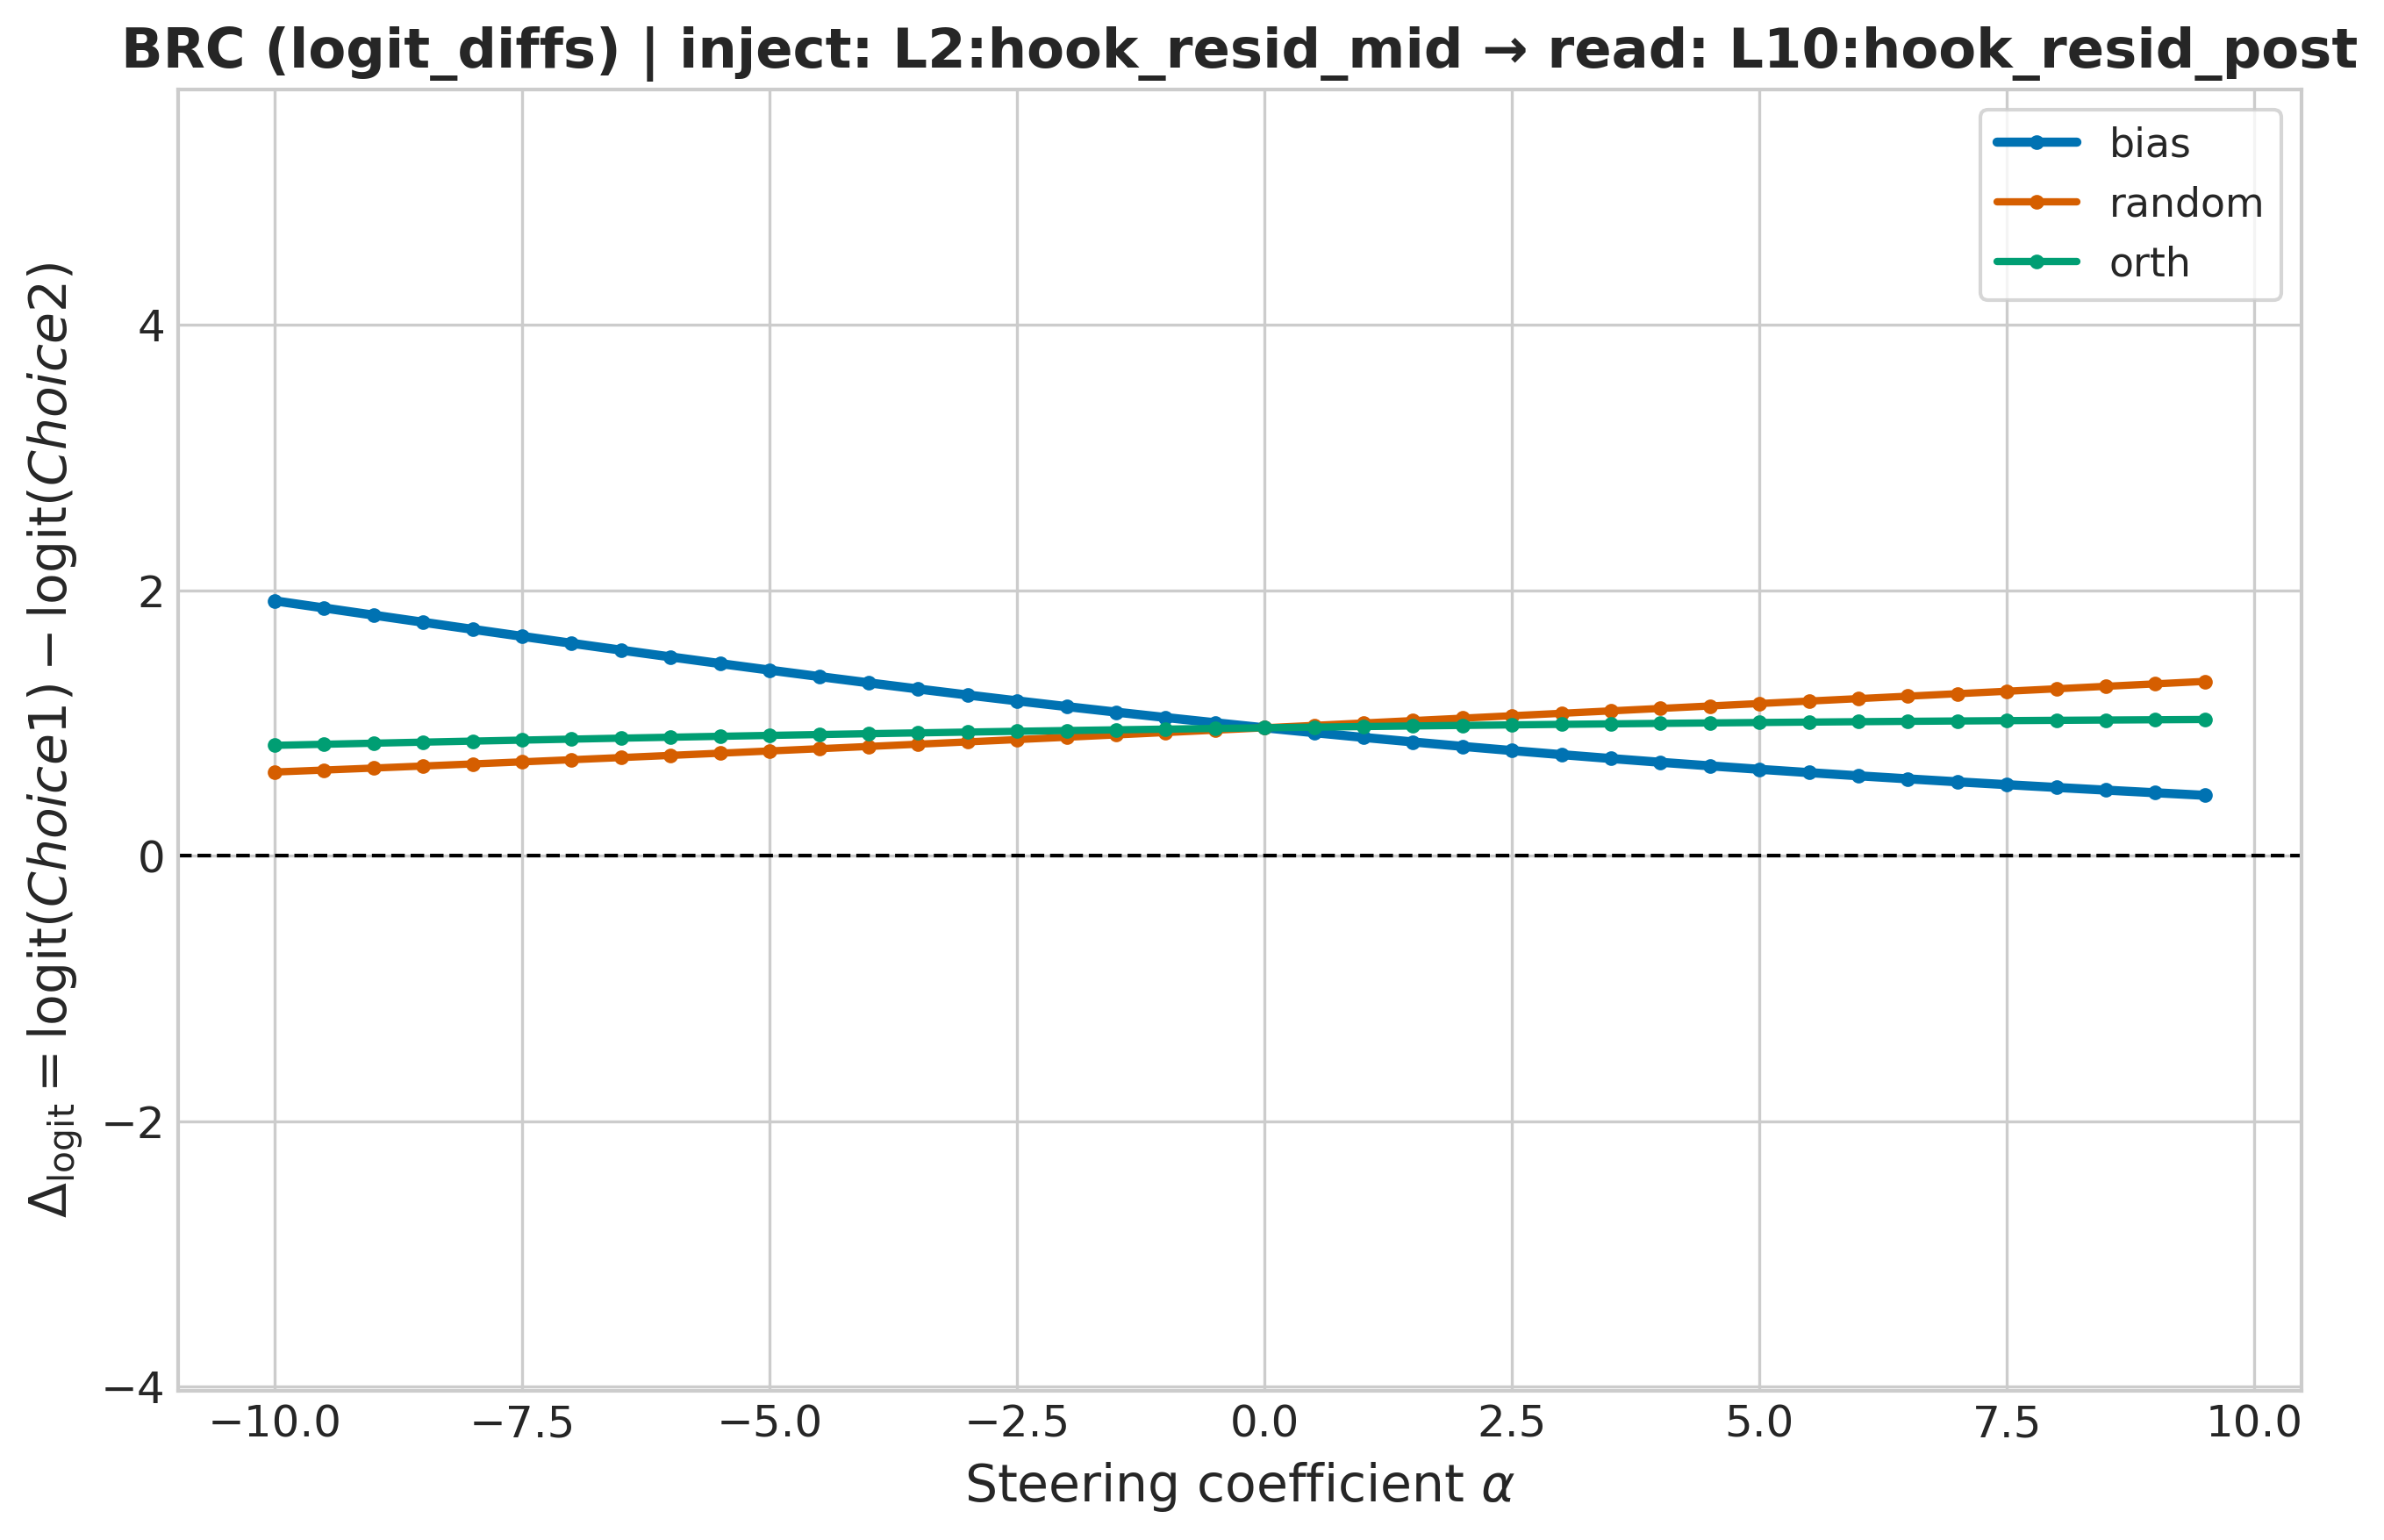 BRC (logit_diffs) | inject: L2:hook_resid_mid → read: L10:hook_resid_post
bias
random
orth
Δlogit = logit(Choice1) − logit(Choice2)
4
2
0
−2
−4
−10.0
−7.5
−5.0
−2.5
0.0
2.5
5.0
7.5
10.0
Steering coefficient α